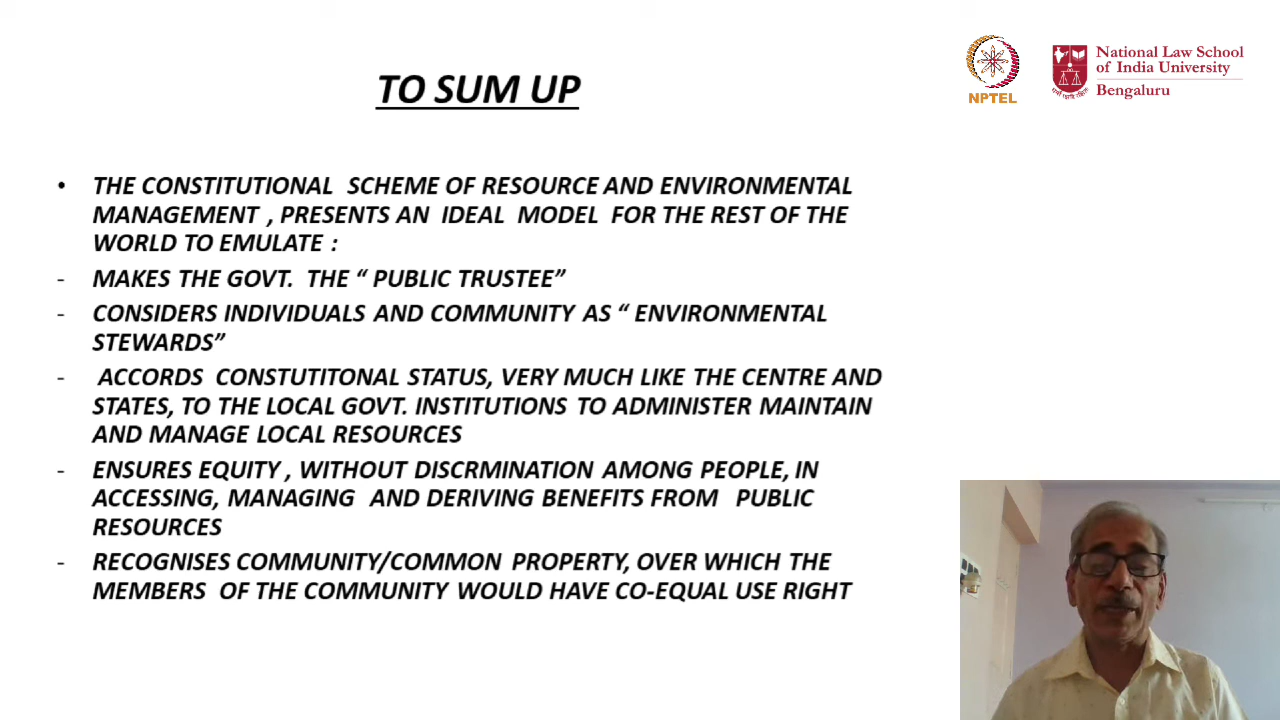 TO SUM UP
NPTEL
National Law School
of India University
Bengaluru
• THE CONSTITUTIONAL SCHEME OF RESOURCE AND ENVIRONMENTAL
MANAGEMENT , PRESENTS AN IDEAL MODEL FOR THE REST OF THE
WORLD TO EMULATE :
- MAKES THE GOVT. THE “ PUBLIC TRUSTEE”
- CONSIDERS INDIVIDUALS AND COMMUNITY AS “ ENVIRONMENTAL
STEWARDS”
- ACCORDS CONSTUTITONAL STATUS, VERY MUCH LIKE THE CENTRE AND
STATES, TO THE LOCAL GOVT. INSTITUTIONS TO ADMINISTER MAINTAIN
AND MANAGE LOCAL RESOURCES
- ENSURES EQUITY , WITHOUT DISCRMINATION AMONG PEOPLE, IN
ACCESSING, MANAGING AND DERIVING BENEFITS FROM PUBLIC
RESOURCES
- RECOGNISES COMMUNITY/COMMON PROPERTY, OVER WHICH THE
MEMBERS OF THE COMMUNITY WOULD HAVE CO-EQUAL USE RIGHT